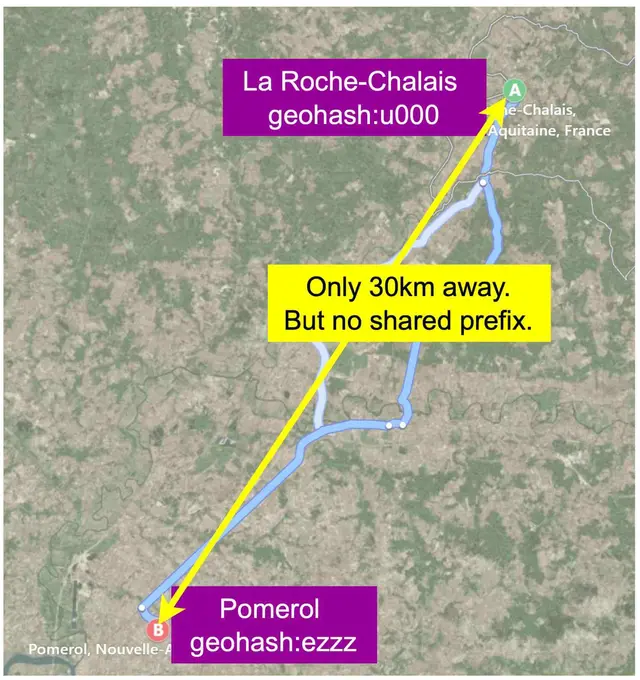 La Roche-Chalais
geohash:u000
A
he-Chalais,
Aquitaine, France
Only 30km away.
But no shared prefix.
Pomerol
geohash:ezzz
B
Pomerol, Nouvelle-A